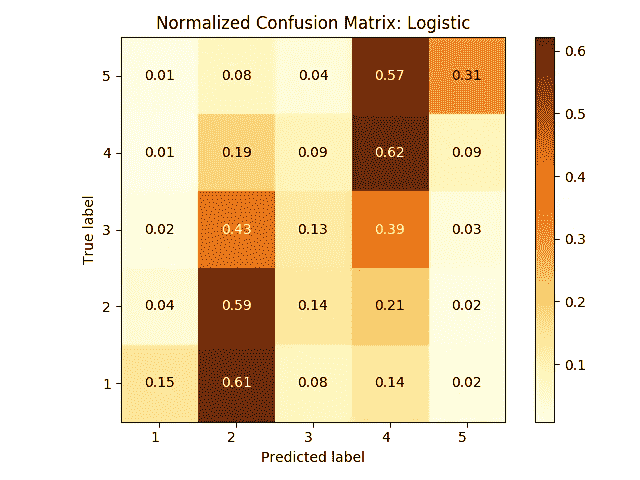 Normalized Confusion Matrix: Logistic
5 0.01 0.08 0.04 0.57 0.31
4 0.01 0.19 0.09 0.62 0.09
3 0.02 0.43 0.13 0.39 0.03
2 0.04 0.59 0.14 0.21 0.02
1 0.15 0.61 0.08 0.14 0.02
1 2 3 4 5
True label
Predicted label
0.6
0.5
0.4
0.3
0.2
0.1